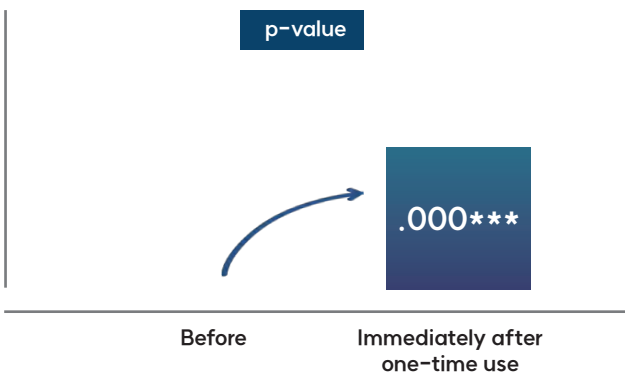 p-value
.000***
Before
Immediately after
one-time use